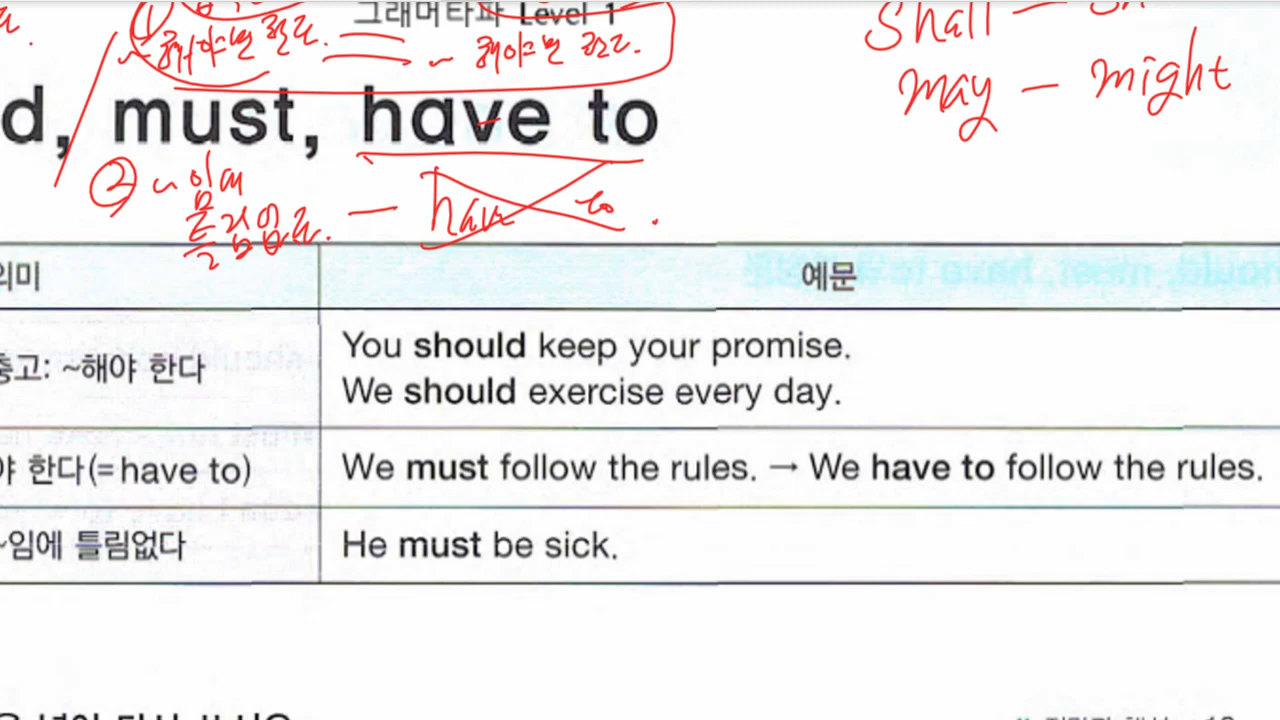 그래머타파 Level 1
~ 해야만 한다.
~ 해야만 한다.
Shall –
may – might
d, must, have to
② ~임에
틀림없다. – have to.
의미
예문
충고: ~해야 한다
You should keep your promise.
We should exercise every day.
야 한다(= have to)
We must follow the rules. → We have to follow the rules.
~임에 틀림없다
He must be sick.